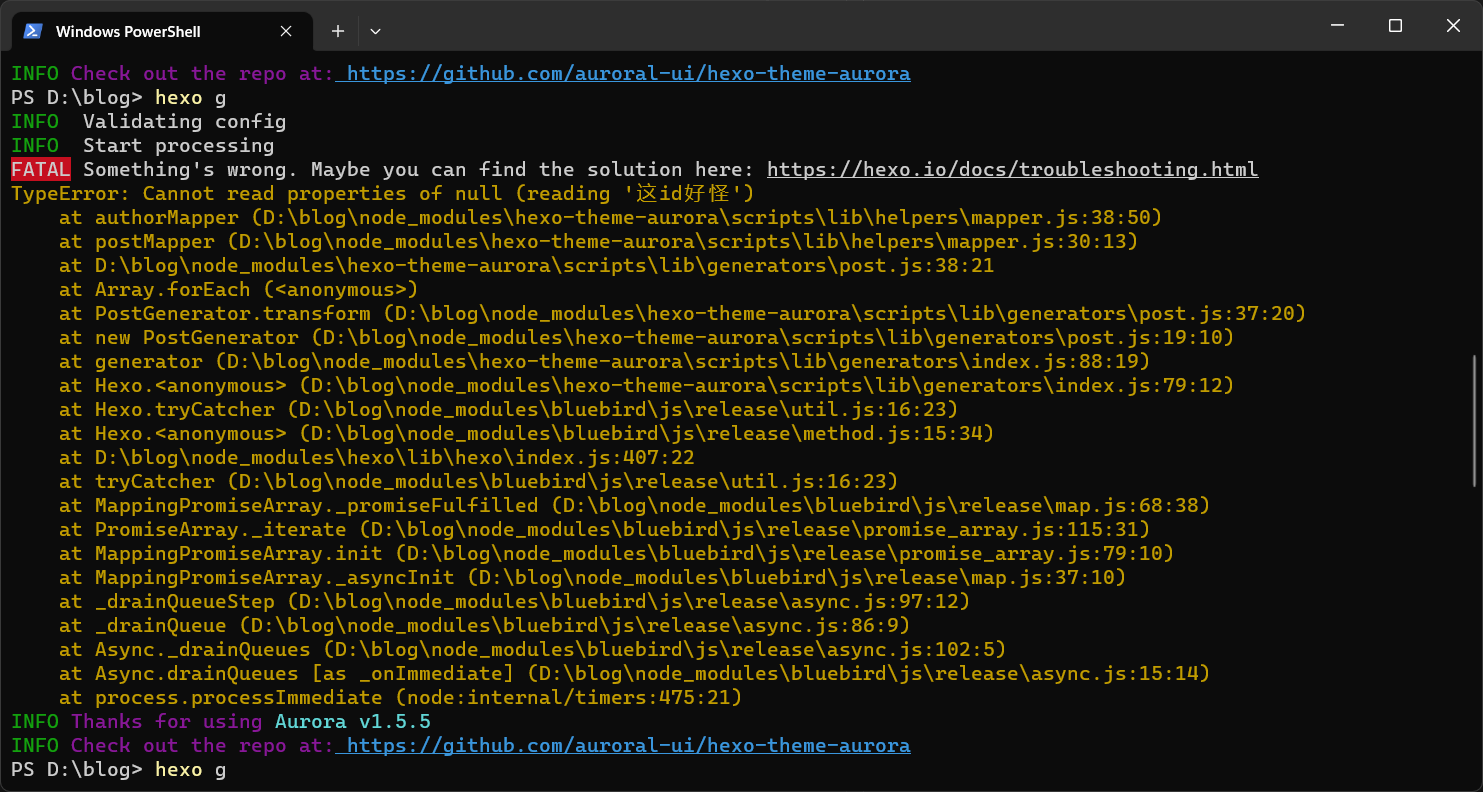 Windows PowerShell
INFO Check out the repo at: https://github.com/auroral-ui/hexo-theme-aurora
PS D:\blog> hexo g
INFO  Validating config
INFO  Start processing
FATAL Something's wrong. Maybe you can find the solution here: https://hexo.io/docs/troubleshooting.html
TypeError: Cannot read properties of null (reading '这id好怪')
    at authorMapper (D:\blog\node_modules\hexo-theme-aurora\scripts\lib\helpers\mapper.js:38:50)
    at postMapper (D:\blog\node_modules\hexo-theme-aurora\scripts\lib\helpers\mapper.js:30:13)
    at D:\blog\node_modules\hexo-theme-aurora\scripts\lib\generators\post.js:38:21
    at Array.forEach (<anonymous>)
    at PostGenerator.transform (D:\blog\node_modules\hexo-theme-aurora\scripts\lib\generators\post.js:37:20)
    at new PostGenerator (D:\blog\node_modules\hexo-theme-aurora\scripts\lib\generators\post.js:19:10)
    at generator (D:\blog\node_modules\hexo-theme-aurora\scripts\lib\generators\index.js:88:19)
    at Hexo.<anonymous> (D:\blog\node_modules\hexo-theme-aurora\scripts\lib\generators\index.js:79:12)
    at Hexo.tryCatcher (D:\blog\node_modules\bluebird\js\release\util.js:16:23)
    at Hexo.<anonymous> (D:\blog\node_modules\bluebird\js\release\method.js:15:34)
    at D:\blog\node_modules\hexo\lib\hexo\index.js:407:22
    at tryCatcher (D:\blog\node_modules\bluebird\js\release\util.js:16:23)
    at MappingPromiseArray._promiseFulfilled (D:\blog\node_modules\bluebird\js\release\map.js:68:38)
    at PromiseArray._iterate (D:\blog\node_modules\bluebird\js\release\promise_array.js:115:31)
    at MappingPromiseArray.init (D:\blog\node_modules\bluebird\js\release\promise_array.js:79:10)
    at MappingPromiseArray._asyncInit (D:\blog\node_modules\bluebird\js\release\map.js:37:10)
    at _drainQueueStep (D:\blog\node_modules\bluebird\js\release\async.js:97:12)
    at _drainQueue (D:\blog\node_modules\bluebird\js\release\async.js:86:9)
    at Async._drainQueues (D:\blog\node_modules\bluebird\js\release\async.js:102:5)
    at Async.drainQueues [as _onImmediate] (D:\blog\node_modules\bluebird\js\release\async.js:15:14)
    at process.processImmediate (node:internal/timers:475:21)
INFO Thanks for using Aurora v1.5.5
INFO Check out the repo at: https://github.com/auroral-ui/hexo-theme-aurora
PS D:\blog> hexo g